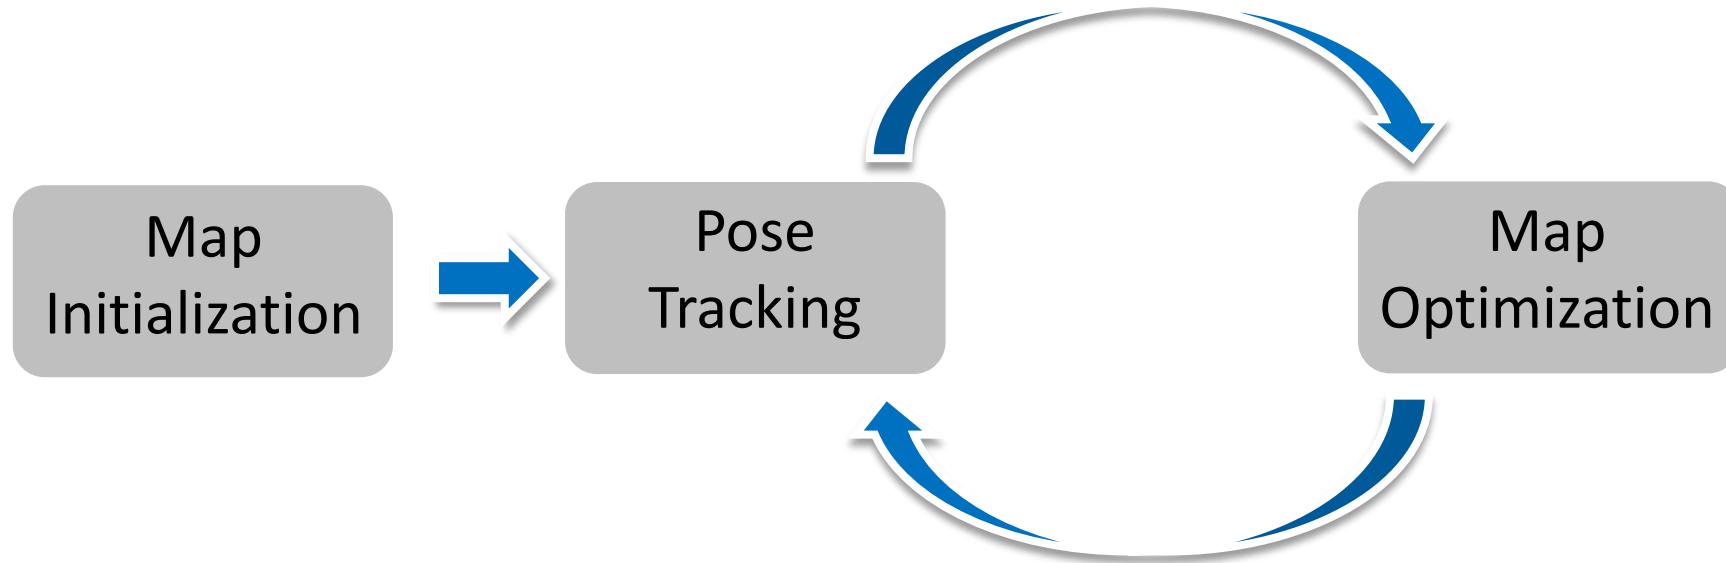 Map
Initialization
Pose
Tracking
Map
Optimization